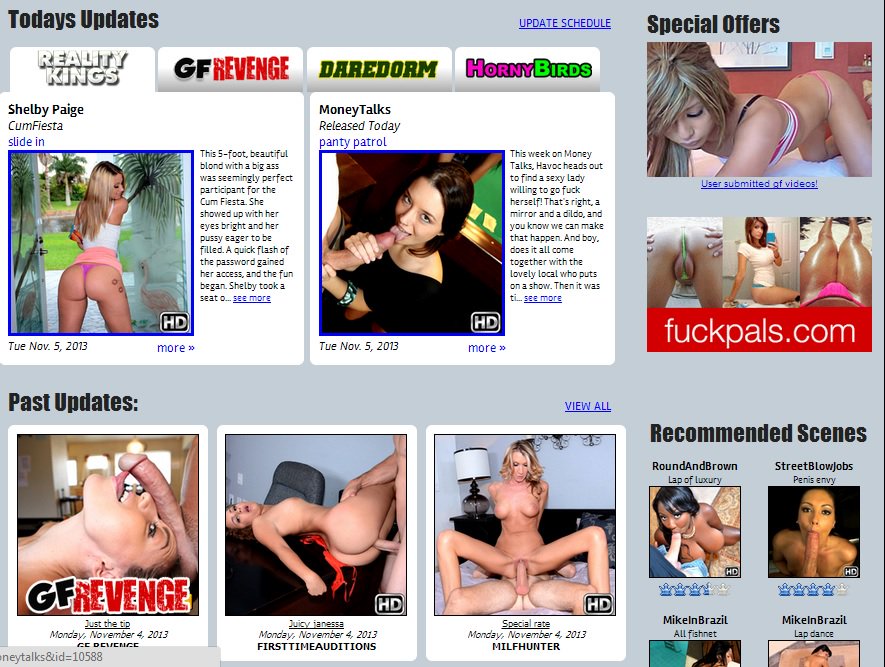 Todays Updates
UPDATE SCHEDULE
REALITY
KINGS
GF REVENGE
DAREDORM
HORNYBIRDS
Shelby Paige
CumFiesta
slide in
This 5-foot, beautiful
blond with a big ass
was seemingly perfect
participant for the
Cum Fiesta. She
showed up with her
eyes bright and her
pussy eager to be
filled. A quick flash of
the password gained
her access, and the fun
began. Shelby took a
seat o... see more
HD
Tue Nov. 5, 2013
more »
MoneyTalks
Released Today
panty patrol
This week on Money
Talks, Havoc heads out
to find a sexy lady
willing to go fuck
herself! That's right, a
mirror and a dildo, and
you know we can make
that happen. And boy,
does it all come
together with the
lovely local who puts
on a show. Then it was
ti... see more
HD
Tue Nov. 5, 2013
more »
Special Offers
User submitted gf videos!
fuckpals.com
Past Updates:
VIEW ALL
GF REVENGE
Just the tip
Monday, November 4, 2013
GF REVENGE
HD
Juicy janessa
Monday, November 4, 2013
FIRSTTIMEAUDITIONS
HD
Special rate
Monday, November 4, 2013
MILFHUNTER
Recommended Scenes
RoundAndBrown
Lap of luxury
HD
StreetBlowJobs
Penis envy
HD
MikeInBrazil
All fishnet
MikeInBrazil
Lap dance
oneytalks&id=10588